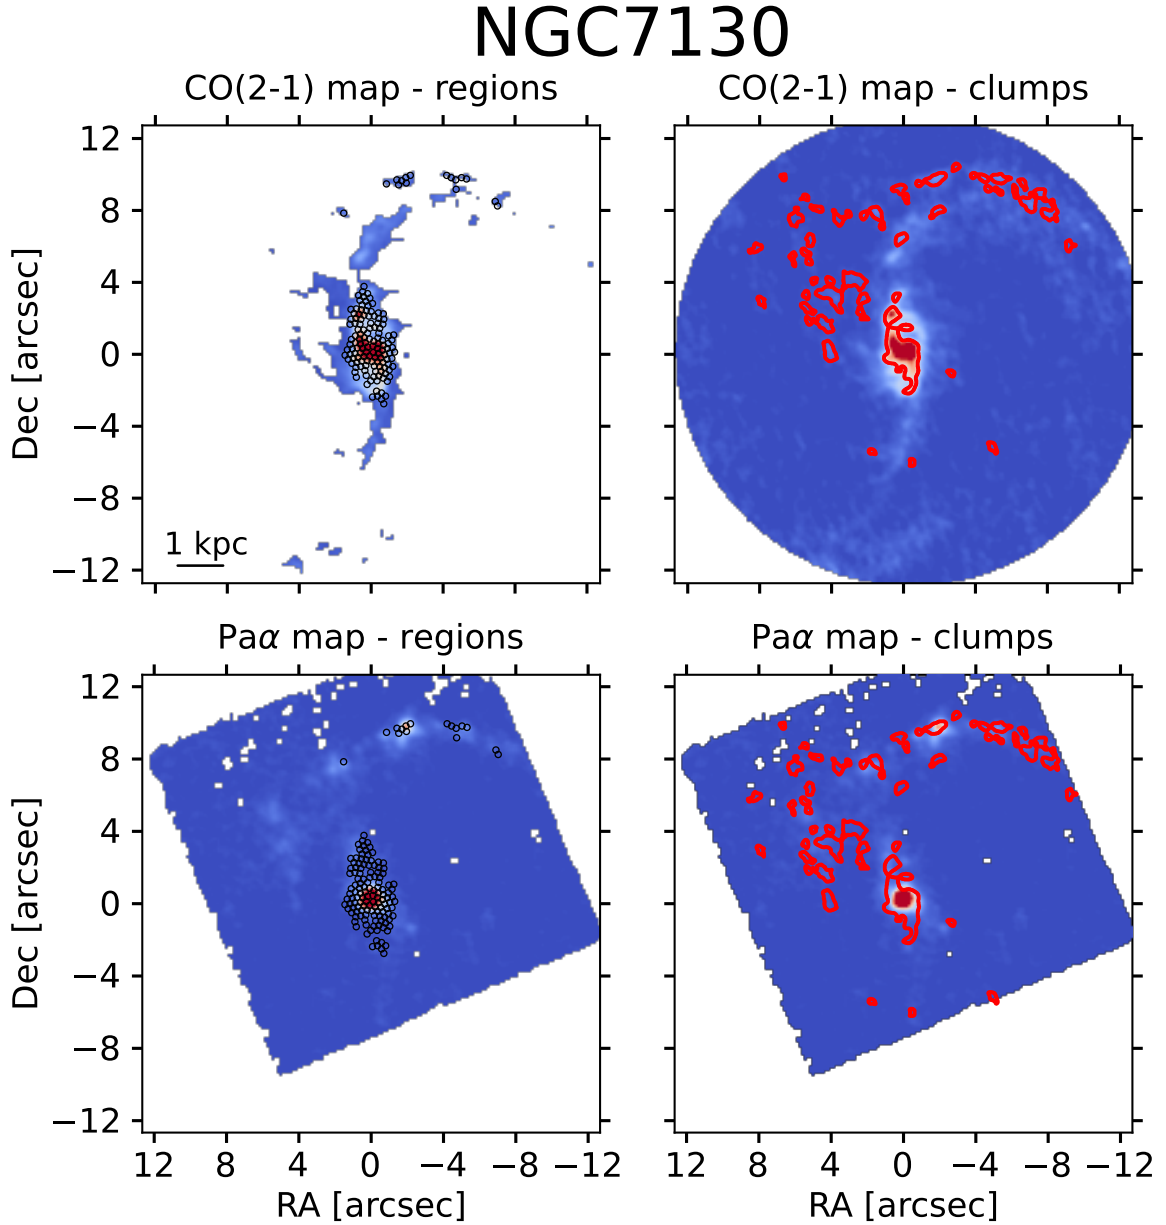 NGC7130
CO(2-1) map - regions
CO(2-1) map - clumps
12
8
4
0
−4
−8
−12
Dec [arcsec]
1 kpc
Paα map - regions
Paα map - clumps
12
8
4
0
−4
−8
−12
Dec [arcsec]
12 8 4 0 −4 −8 −12
12 8 4 0 −4 −8 −12
RA [arcsec]
RA [arcsec]